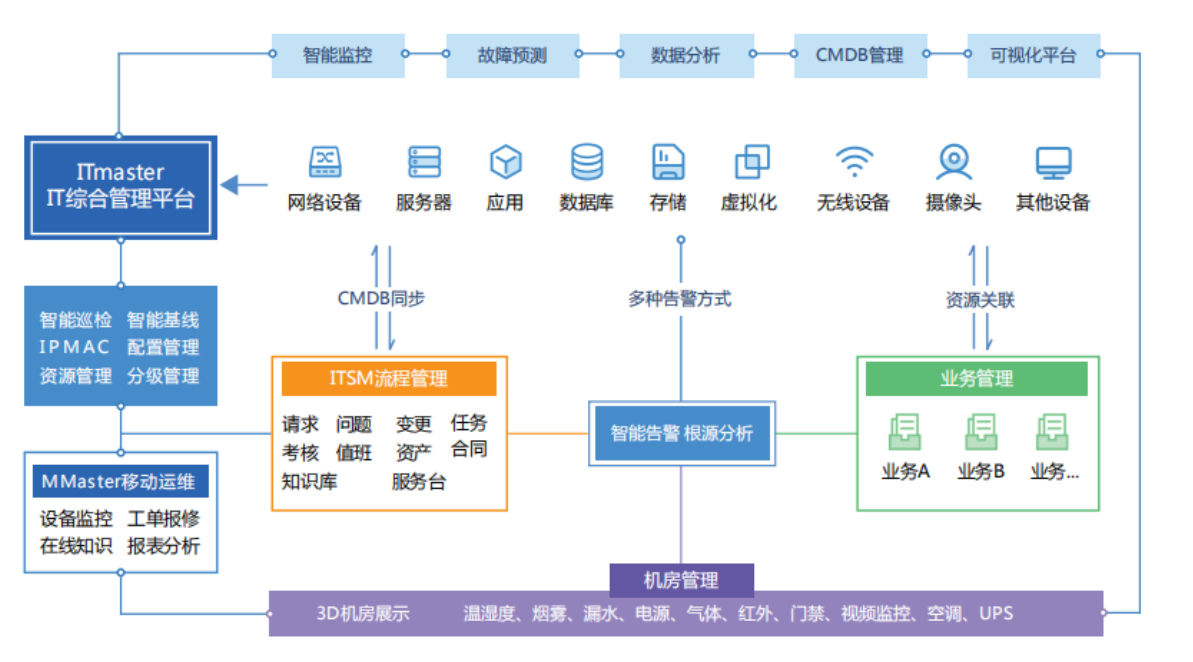 智能监控
故障预测
数据分析
CMDB管理
可视化平台
ITmaster
IT综合管理平台
网络设备
服务器
应用
数据库
存储
虚拟化
无线设备
摄像头
其他设备
CMDB同步
多种告警方式
资源关联
智能巡检 智能基线
IPMAC 配置管理
资源管理 分级管理
ITSM流程管理
请求 问题 变更 任务
考核 值班 资产 合同
知识库 服务台
智能告警 根源分析
业务管理
业务A
业务B
业务...
MMaster移动运维
设备监控 工单报修
在线知识 报表分析
机房管理
3D机房展示 温湿度、烟雾、漏水、电源、气体、红外、门禁、视频监控、空调、UPS